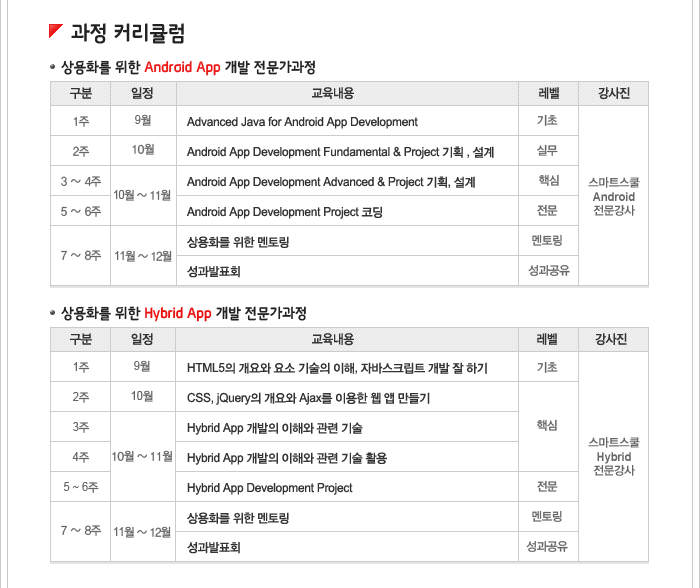 과정 커리큘럼
상용화를 위한 Android App 개발 전문가과정
구분 일정 교육내용 레벨 강사진
1주 9월 Advanced Java for Android App Development 기초
2주 10월 Android App Development Fundamental & Project 기획 , 설계 실무
3 ~ 4주 10월 ~ 11월 Android App Development Advanced & Project 기획, 설계 핵심
스마트스쿨
Android
전문강사
5 ~ 6주 Android App Development Project 코딩 전문
7 ~ 8주 11월 ~ 12월 상용화를 위한 멘토링 멘토링
성과발표회 성과공유
상용화를 위한 Hybrid App 개발 전문가과정
구분 일정 교육내용 레벨 강사진
1주 9월 HTML5의 개요와 요소 기술의 이해, 자바스크립트 개발 잘 하기 기초
2주 10월 CSS, jQuery의 개요와 Ajax를 이용한 웹 앱 만들기
3주 Hybrid App 개발의 이해와 관련 기술 핵심
4주 10월 ~ 11월 Hybrid App 개발의 이해와 관련 기술 활용
스마트스쿨
Hybrid
전문강사
5 ~ 6주 Hybrid App Development Project 전문
7 ~ 8주 11월 ~ 12월 상용화를 위한 멘토링 멘토링
성과발표회 성과공유